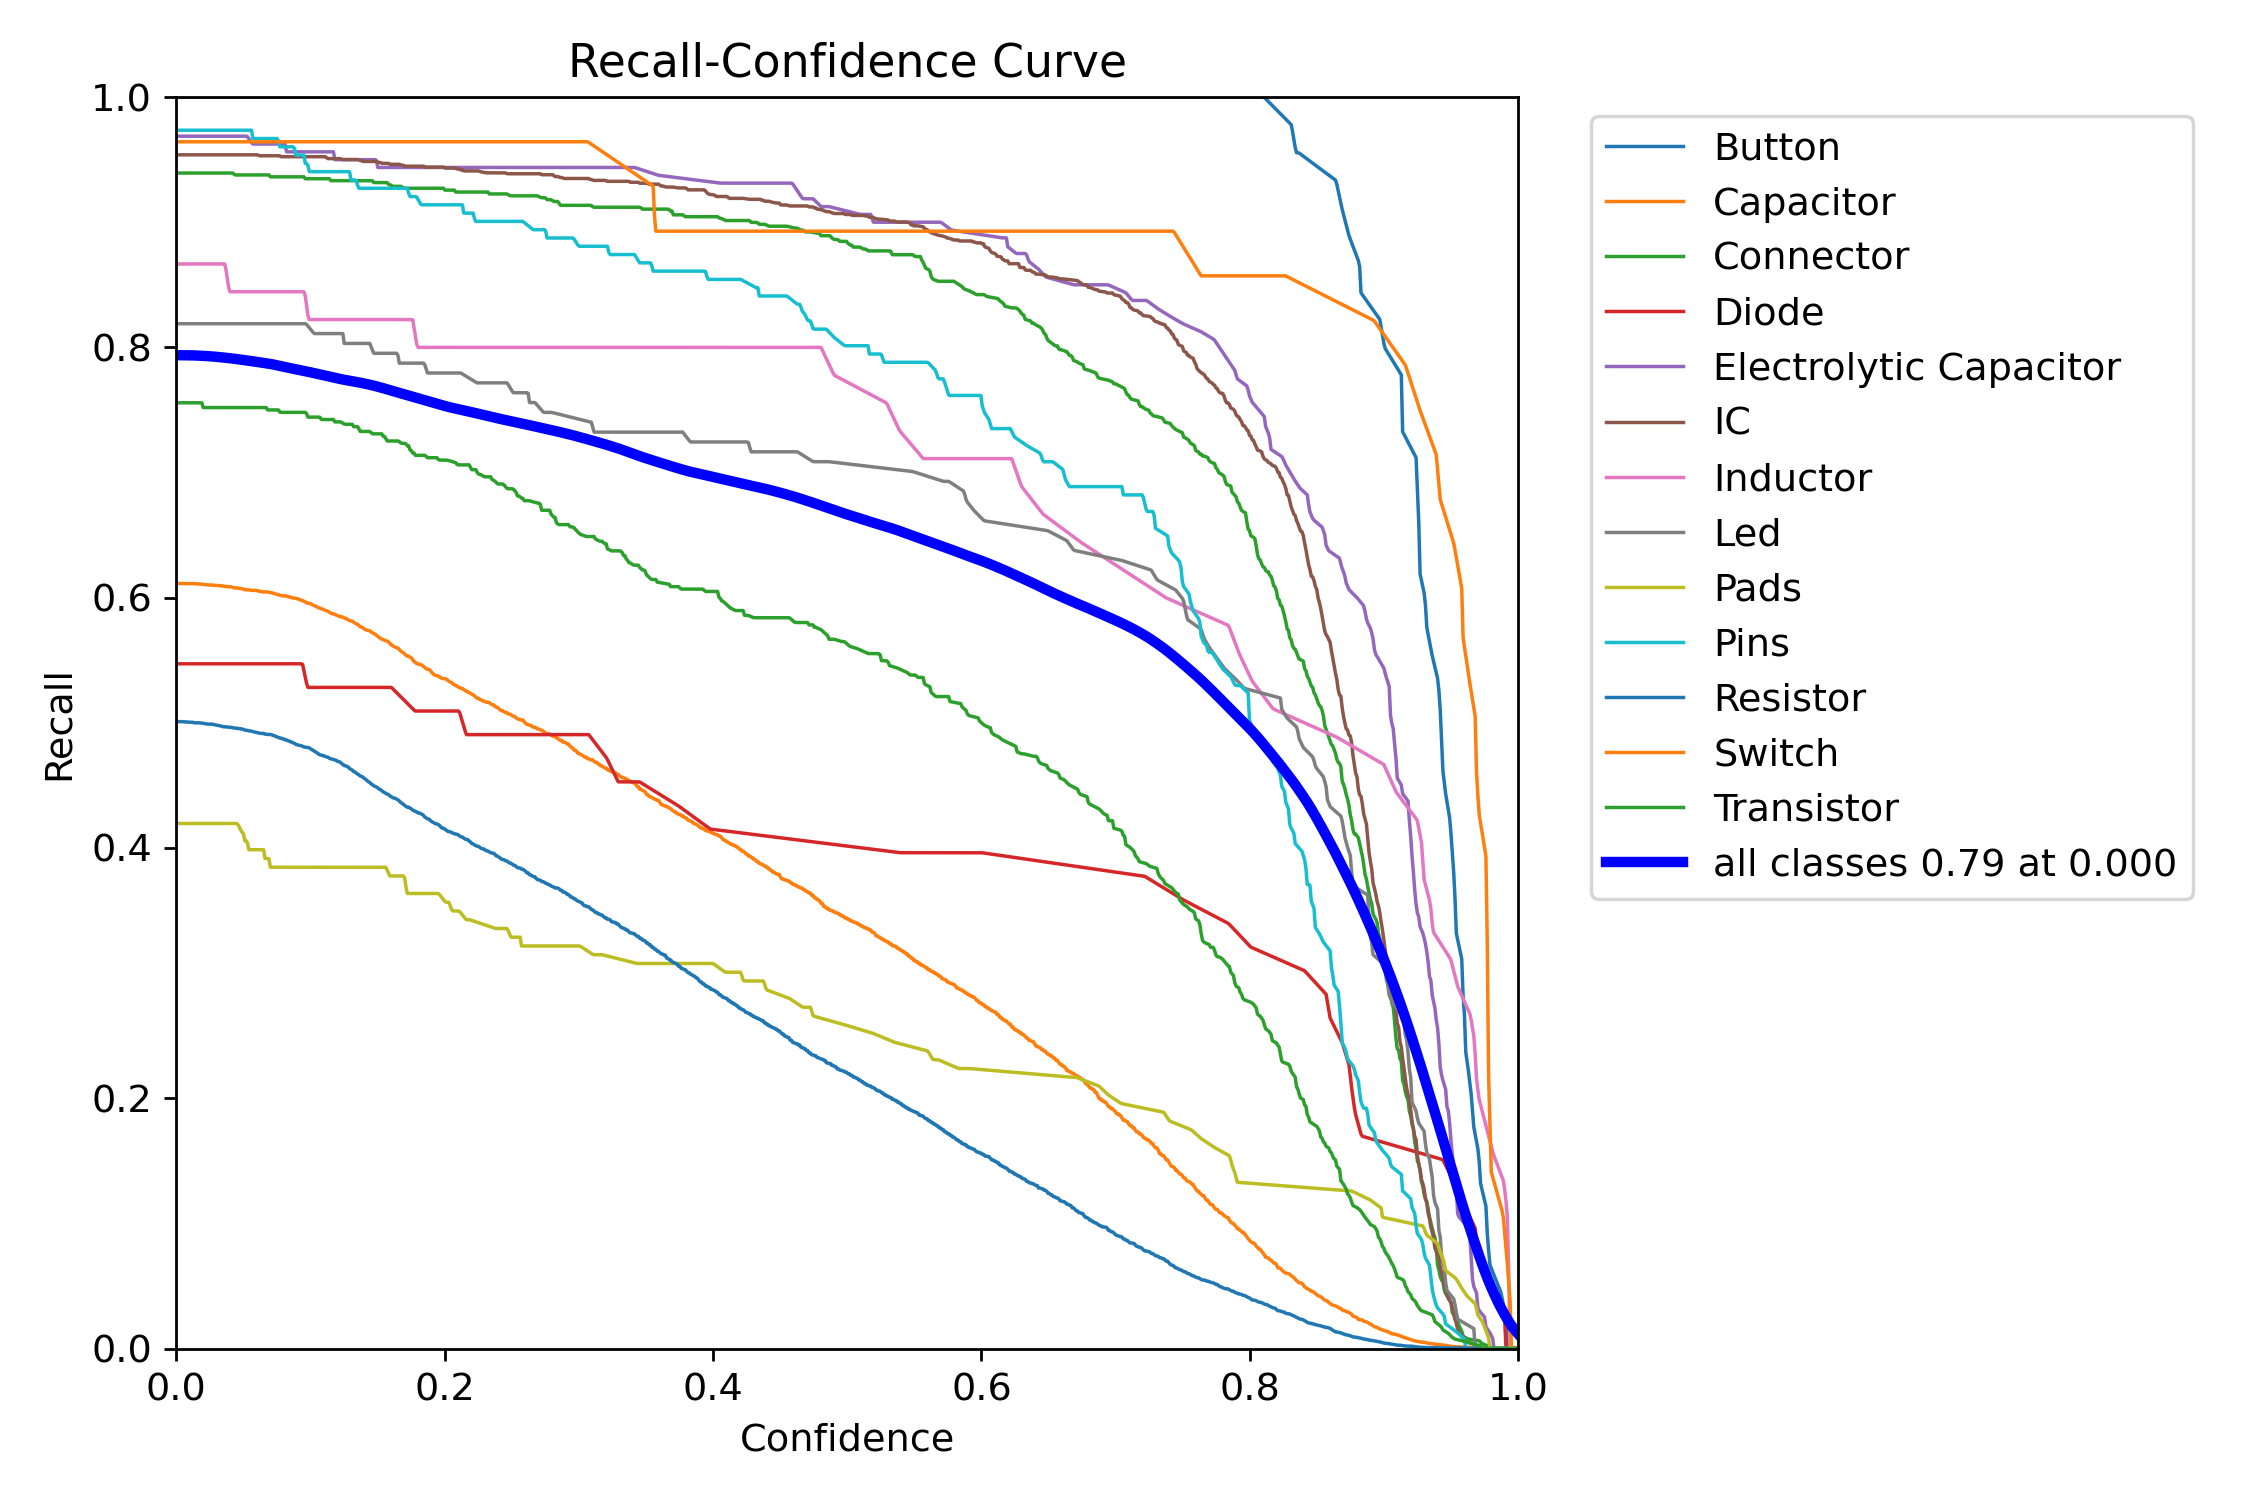 Recall-Confidence Curve
1.0
0.8
0.6
0.4
0.2
0.0
Recall
0.0 0.2 0.4 0.6 0.8 1.0
Confidence
Button
Capacitor
Connector
Diode
Electrolytic Capacitor
IC
Inductor
Led
Pads
Pins
Resistor
Switch
Transistor
all classes 0.79 at 0.000